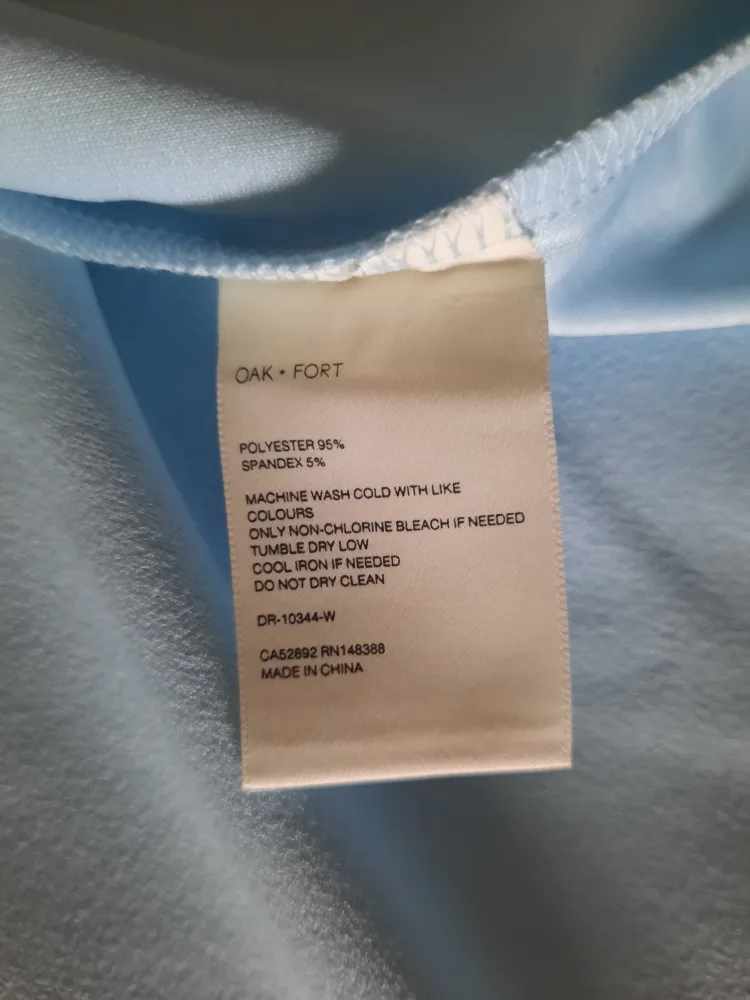 OAK + FORT
POLYESTER 95%
SPANDEX 5%
MACHINE WASH COLD WITH LIKE
COLOURS
ONLY NON-CHLORINE BLEACH IF NEEDED
TUMBLE DRY LOW
COOL IRON IF NEEDED
DO NOT DRY CLEAN
DR-10344-W
CA52892 RN148388
MADE IN CHINA